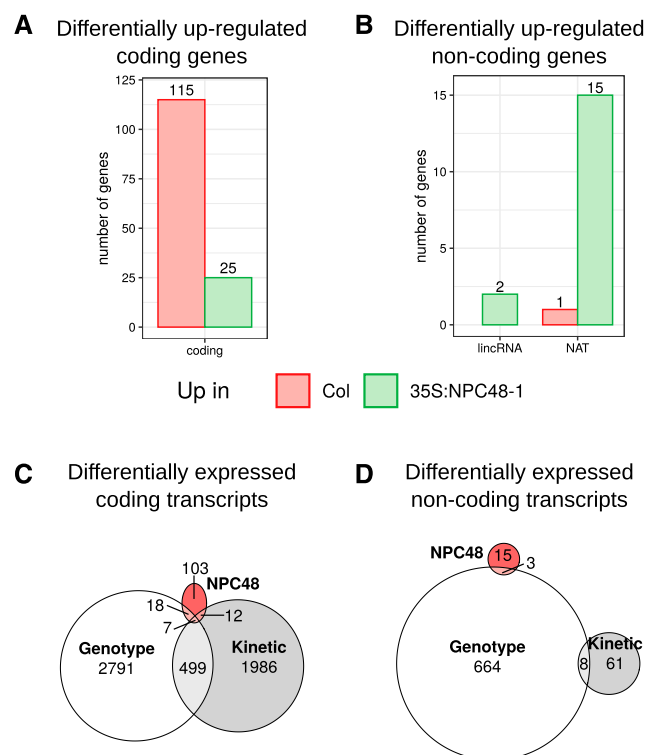 A
Differentially up-regulated
coding genes
number of genes
125
100
75
50
25
0
115
25
coding
B
Differentially up-regulated
non-coding genes
number of genes
15
10
5
0
2
1
15
lincRNA
NAT
Up in
Col
35S:NPC48-1
C
Differentially expressed
coding transcripts
103
NPC48
18
12
7
Genotype
2791
499
Kinetic
1986
D
Differentially expressed
non-coding transcripts
NPC48
15
3
Genotype
664
8
Kinetic
61